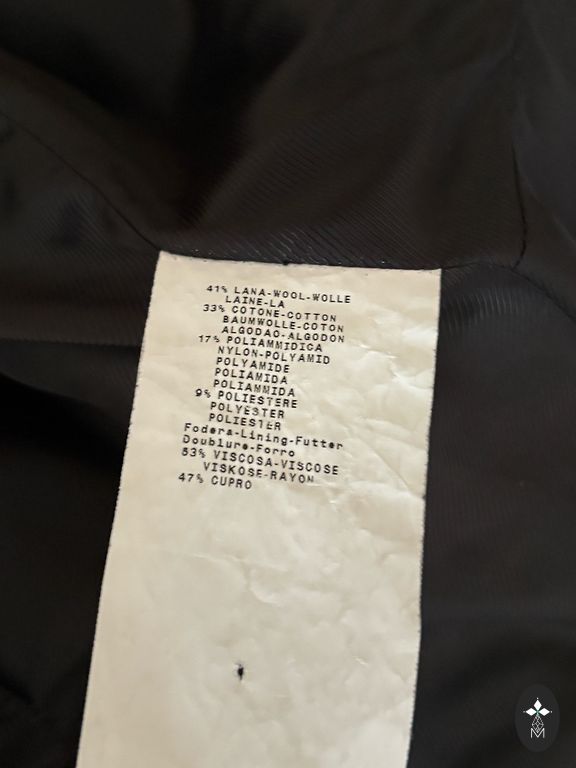 41% LANA-WOOL-WOLLE
LAINE-LA
33% COTONE-COTTON
BAUMWOLLE-COTON
ALGODAO-ALGODON
17% POLIAMMIDICA
NYLON-POLYAMID
POLYAMIDE
POLIAMIDA
POLIAMMIDA
9% POLIESTERE
POLYESTER
POLIESTER
Fodera-Lining-Futter
Doublure-Forro
53% VISCOSA-VISCOSE
VISKOSE-RAYON
47% CUPRO
M